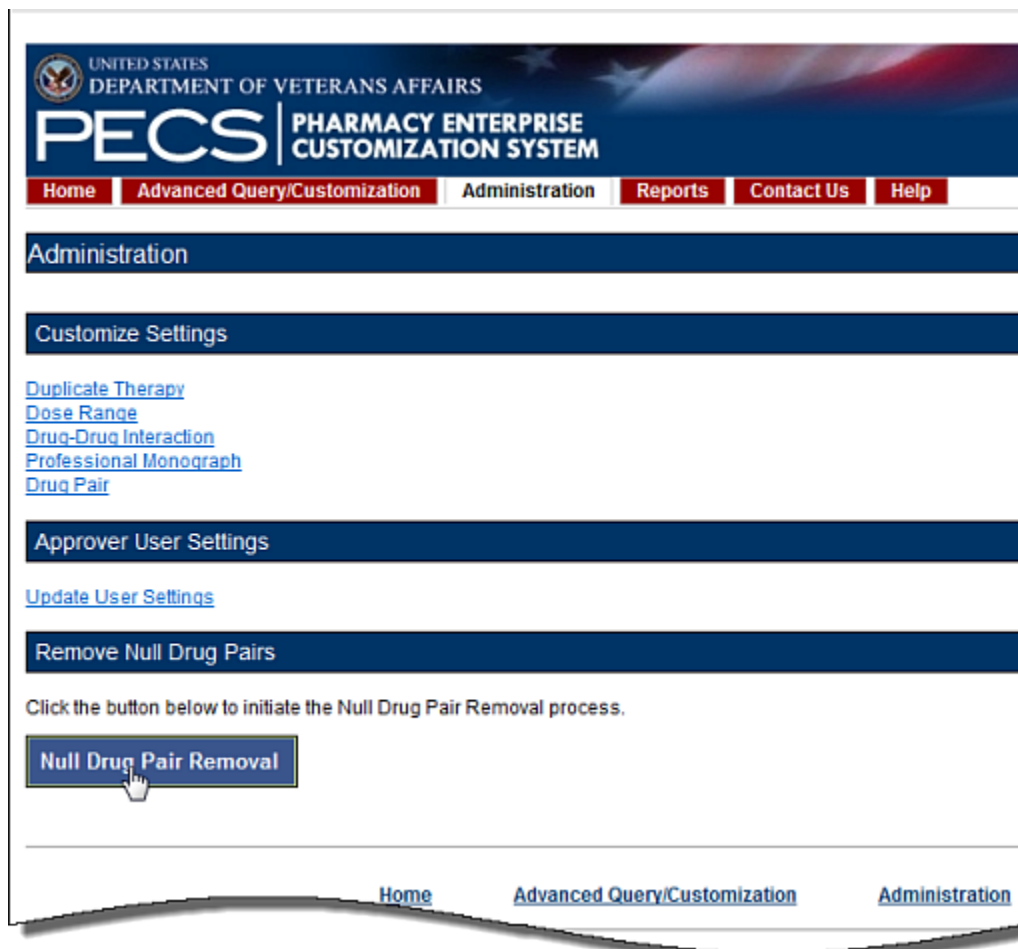 UNITED STATES
DEPARTMENT OF VETERANS AFFAIRS
PECS PHARMACY ENTERPRISE
CUSTOMIZATION SYSTEM
Home Advanced Query/Customization Administration Reports Contact Us Help
Administration
Customize Settings
Duplicate Therapy
Dose Range
Drug-Drug Interaction
Professional Monograph
Drug Pair
Approver User Settings
Update User Settings
Remove Null Drug Pairs
Click the button below to initiate the Null Drug Pair Removal process.
Null Drug Pair Removal
Home Advanced Query/Customization Administration